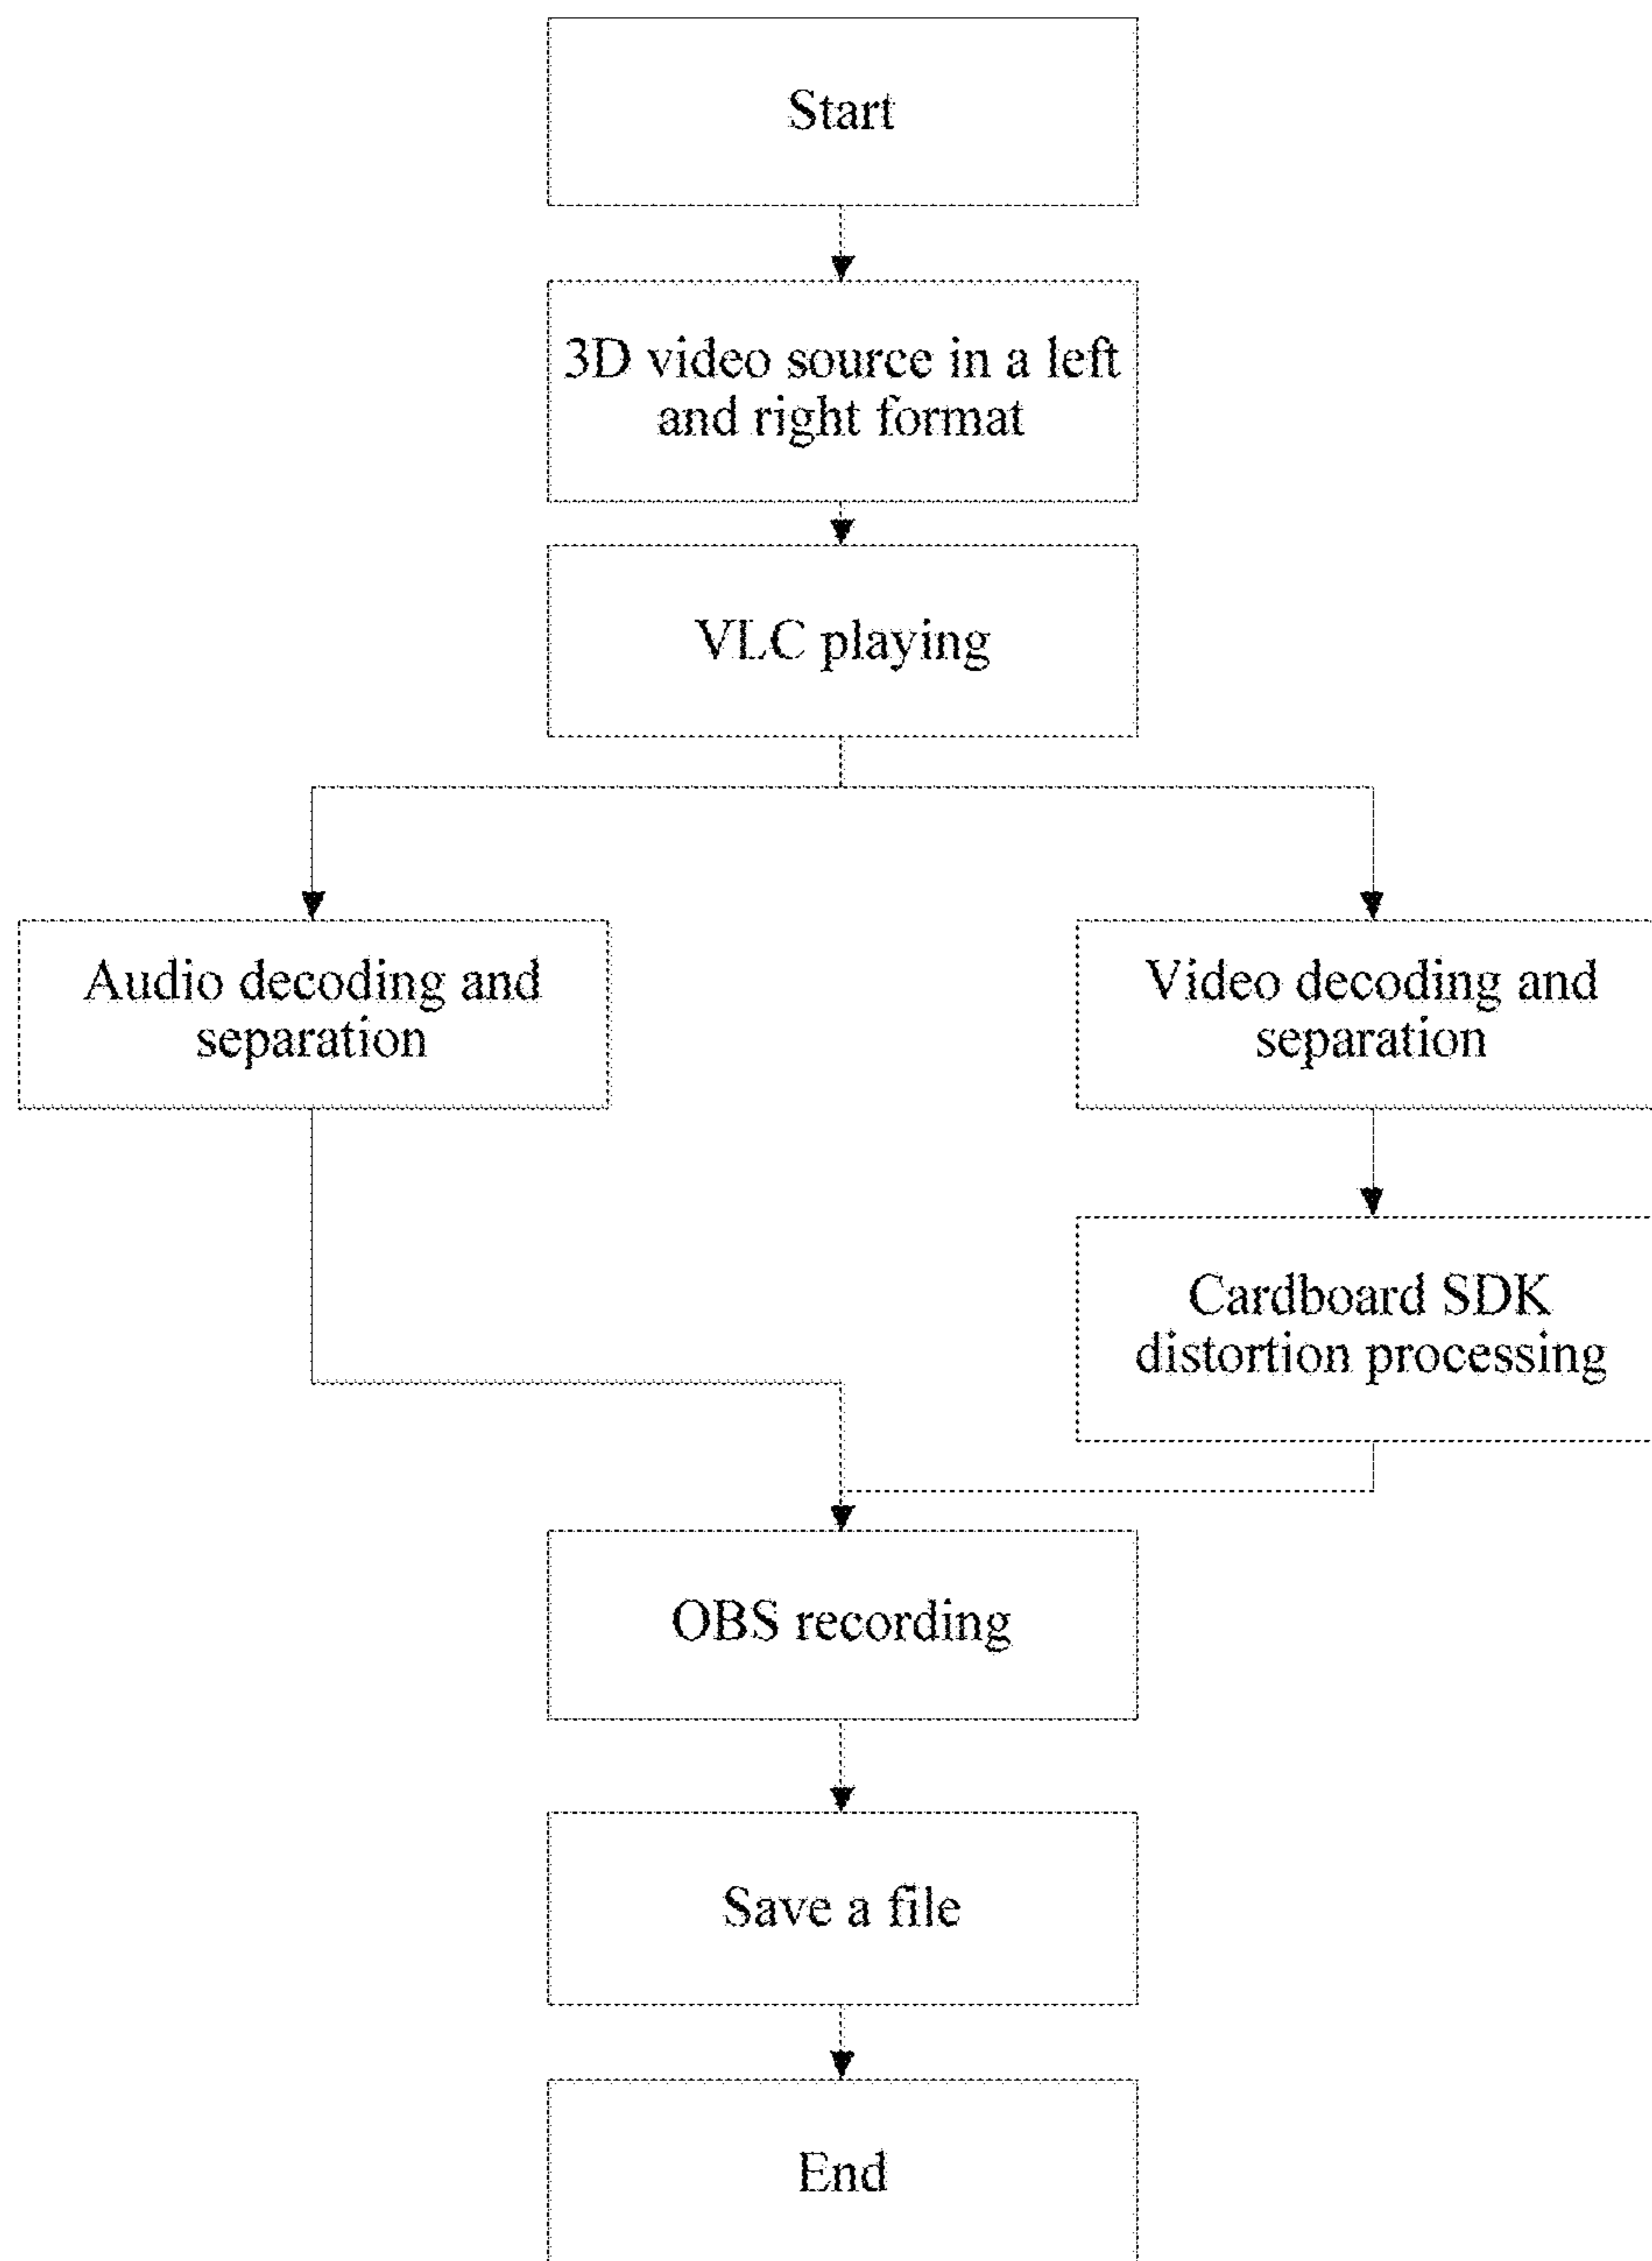 Start
3D video source in a left
and right format
VLC playing
Audio decoding and
separation
Video decoding and
separation
Cardboard SDK
distortion processing
OBS recording
Save a file
End